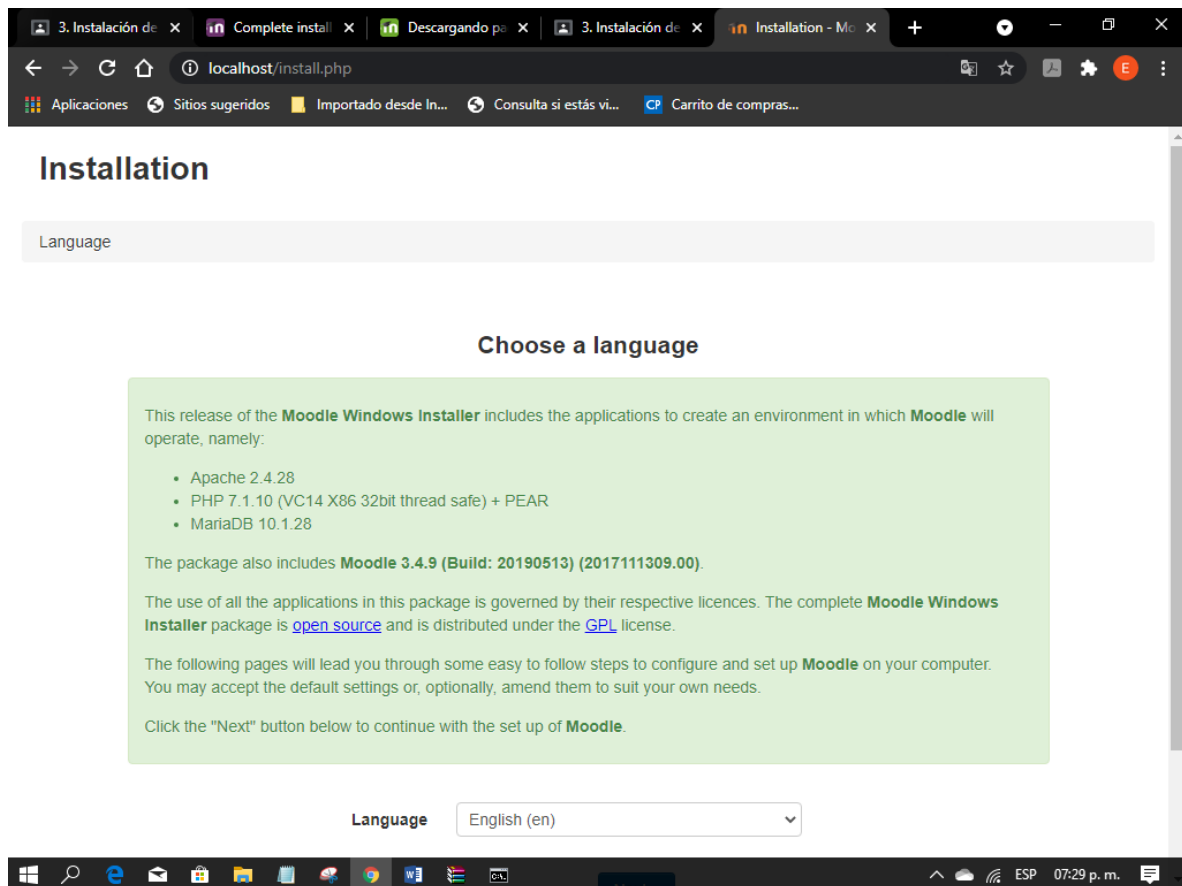 3. Instalación de
Complete install
Descargando pa
3. Instalación de
Installation - Mo
localhost/install.php
E
Aplicaciones
Sitios sugeridos
Importado desde In...
Consulta si estás vi...
CP
Carrito de compras...
Installation
Language
Choose a language
This release of the Moodle Windows Installer includes the applications to create an environment in which Moodle will
operate, namely:
• Apache 2.4.28
• PHP 7.1.10 (VC14 X86 32bit thread safe) + PEAR
• MariaDB 10.1.28
The package also includes Moodle 3.4.9 (Build: 20190513) (2017111309.00).
The use of all the applications in this package is governed by their respective licences. The complete Moodle Windows
Installer package is open source and is distributed under the GPL license.
The following pages will lead you through some easy to follow steps to configure and set up Moodle on your computer.
You may accept the default settings or, optionally, amend them to suit your own needs.
Click the "Next" button below to continue with the set up of Moodle.
Language
English (en)
ESP
07:29 p. m.